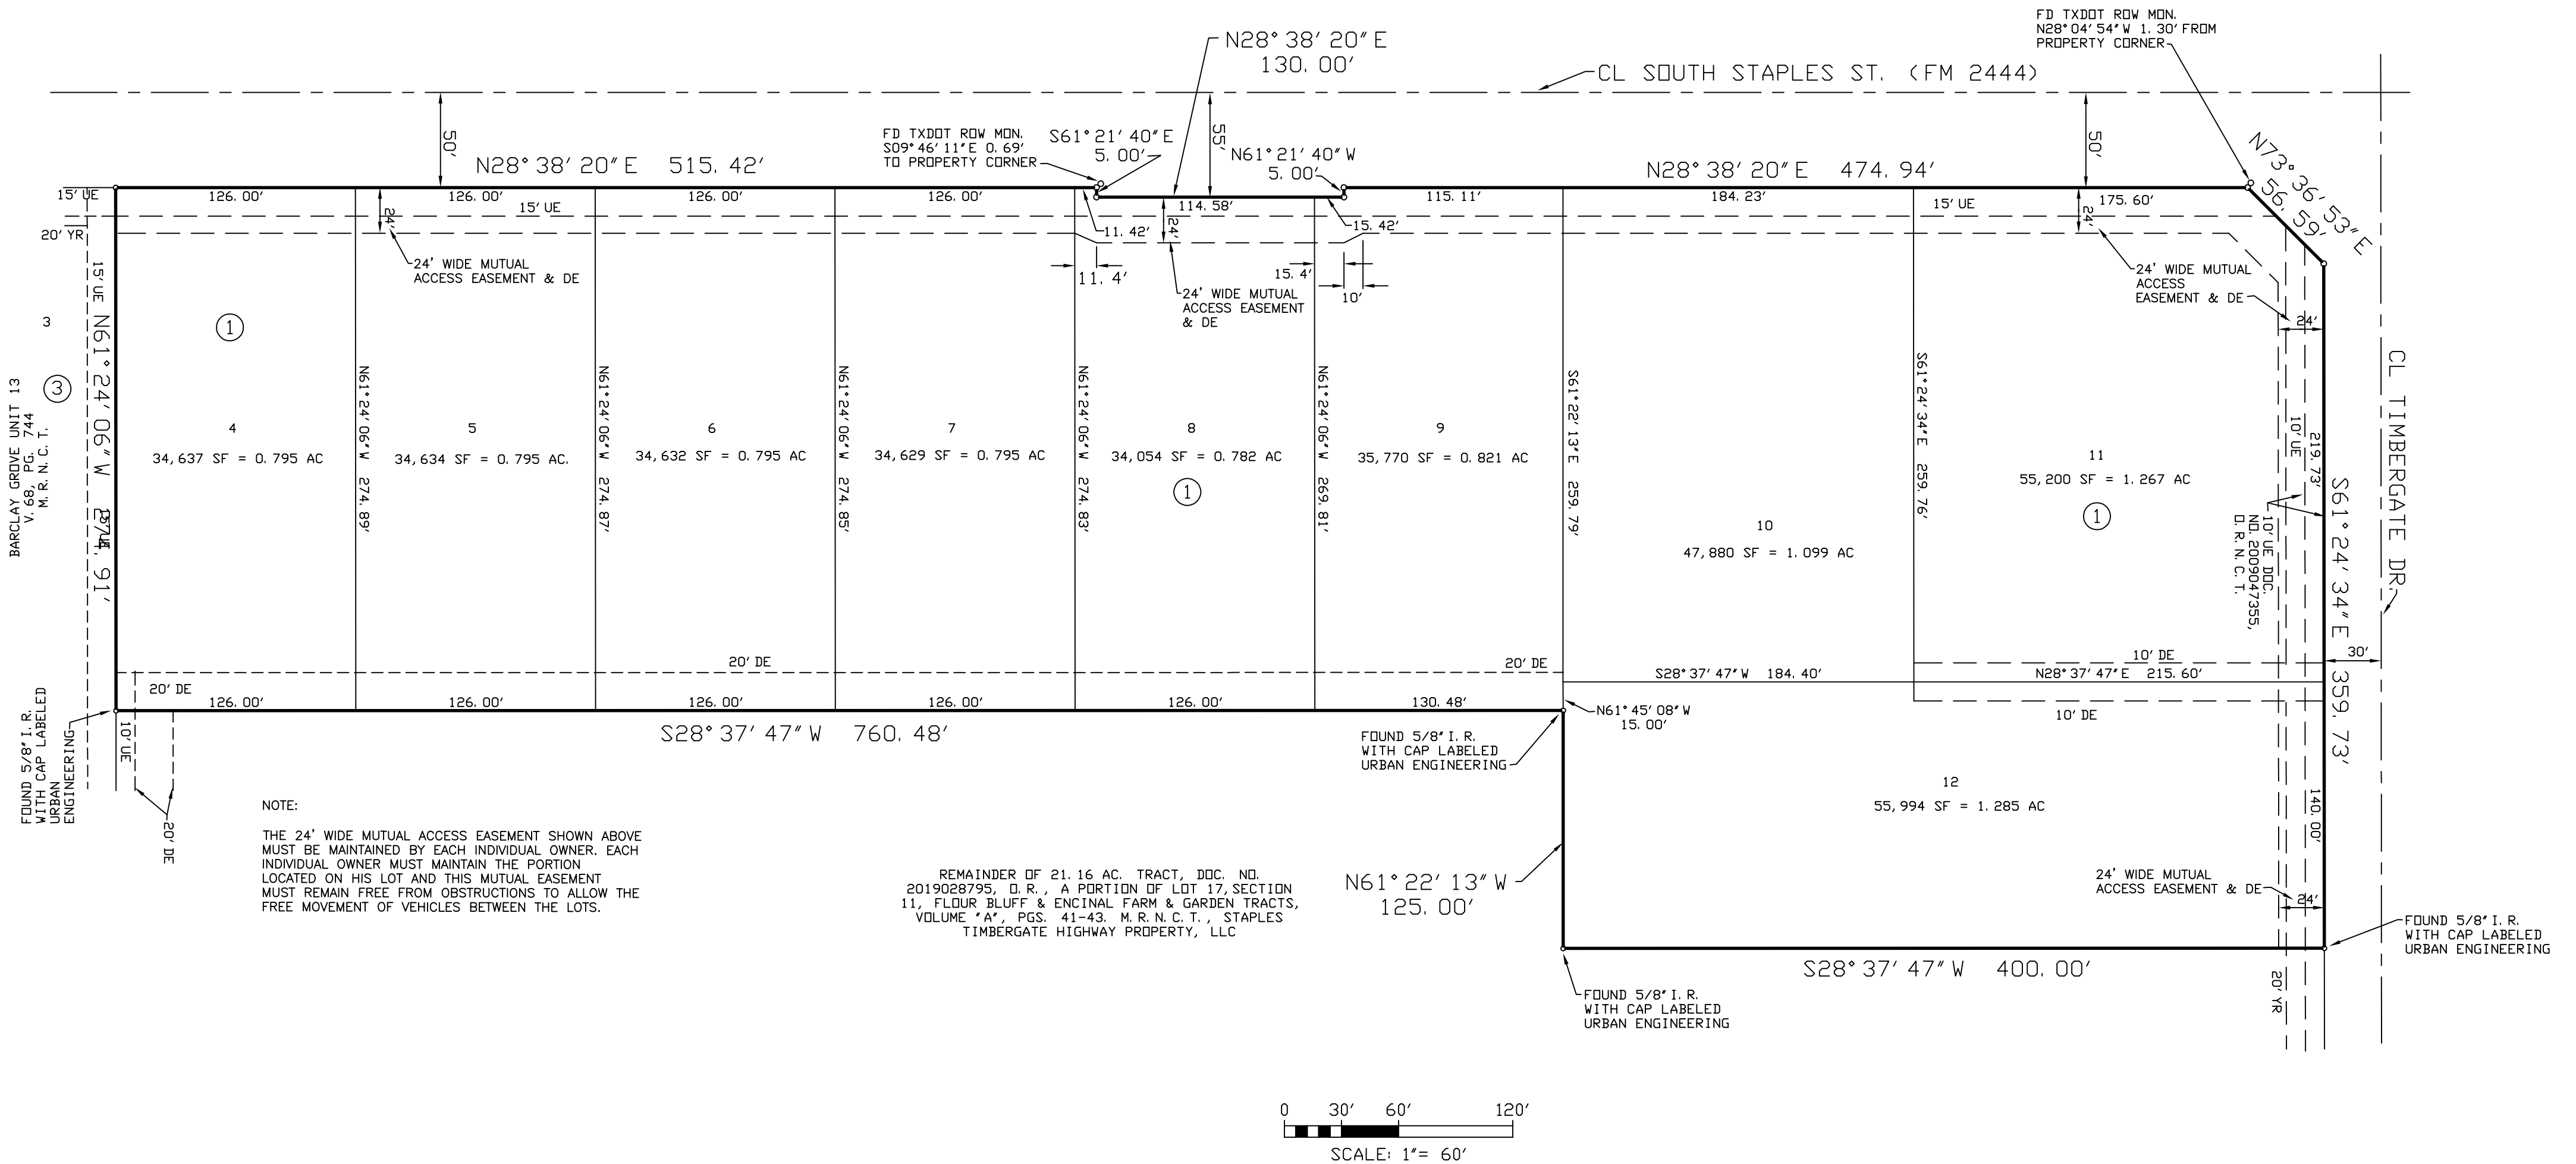 FD TXDOT ROW MON.
N28° 04' 54" W 1. 30' FROM
PROPERTY CORNER
N28° 38' 20" E
130. 00'
CL SOUTH STAPLES ST. (FM 2444)
50'
55'
50'
FD TXDOT ROW MON.
S09° 46' 11" E 0. 69'
TO PROPERTY CORNER
S61° 21' 40" E
5. 00'
N61° 21' 40" W
5. 00'
N28° 38' 20" E 515. 42'
N28° 38' 20" E 474. 94'
N73° 36' 53" E
56. 59'
15' UE
126. 00'
126. 00'
126. 00'
126. 00'
114. 58'
115. 11'
184. 23'
175. 60'
15' UE
15' UE
20' YR
24'
11. 42'
24'
15. 42'
24'
24' WIDE MUTUAL
ACCESS EASEMENT & DE
11. 4'
15. 4'
10'
24' WIDE MUTUAL
ACCESS EASEMENT
& DE
24' WIDE MUTUAL
ACCESS
EASEMENT & DE
24'
15' UE
N61° 24' 06" W 274. 91'
15' UE
3
3
BARCLAY GROVE UNIT 13
V. 68, PG. 744
M. R. N. C. T.
1
N61° 24' 06" W 274. 89'
N61° 24' 06" W 274. 87'
N61° 24' 06" W 274. 85'
N61° 24' 06" W 274. 83'
N61° 24' 06" W 269. 81'
S61° 22' 13" E 259. 79'
S61° 24' 34" E 259. 76'
4
34,637 SF = 0. 795 AC
5
34,634 SF = 0. 795 AC.
6
34,632 SF = 0. 795 AC
7
34,629 SF = 0. 795 AC
8
34,054 SF = 0. 782 AC
1
9
35,770 SF = 0. 821 AC
10
47,880 SF = 1. 099 AC
11
55,200 SF = 1. 267 AC
1
10' UE
219. 73'
10' UE DOC.
NO. 2009047355,
O. R. N. C. T.
S61° 24' 34" E 359. 73'
CL TIMBERGATE DR.
30'
20' DE
20' DE
20' DE
10' DE
S28° 37' 47" W 184. 40'
N28° 37' 47" E 215. 60'
10' DE
126. 00'
126. 00'
126. 00'
126. 00'
126. 00'
130. 48'
S28° 37' 47" W 760. 48'
N61° 45' 08" W
15. 00'
FOUND 5/8" I. R.
WITH CAP LABELED
URBAN
ENGINEERING
10' UE
20' DE
FOUND 5/8" I. R.
WITH CAP LABELED
URBAN ENGINEERING
12
55,994 SF = 1. 285 AC
140. 00'
NOTE:
THE 24' WIDE MUTUAL ACCESS EASEMENT SHOWN ABOVE
MUST BE MAINTAINED BY EACH INDIVIDUAL OWNER. EACH
INDIVIDUAL OWNER MUST MAINTAIN THE PORTION
LOCATED ON HIS LOT AND THIS MUTUAL EASEMENT
MUST REMAIN FREE FROM OBSTRUCTIONS TO ALLOW THE
FREE MOVEMENT OF VEHICLES BETWEEN THE LOTS.
REMAINDER OF 21. 16 AC. TRACT, DOC. NO.
2019028795, O. R. , A PORTION OF LOT 17, SECTION
11, FLOUR BLUFF & ENCINAL FARM & GARDEN TRACTS,
VOLUME "A", PGS. 41-43. M. R. N. C. T. , STAPLES
TIMBERGATE HIGHWAY PROPERTY, LLC
N61° 22' 13" W
125. 00'
24' WIDE MUTUAL
ACCESS EASEMENT & DE
24'
S28° 37' 47" W 400. 00'
20' YR
FOUND 5/8" I. R.
WITH CAP LABELED
URBAN ENGINEERING
FOUND 5/8" I. R.
WITH CAP LABELED
URBAN ENGINEERING
0 30' 60' 120'
SCALE: 1"= 60'